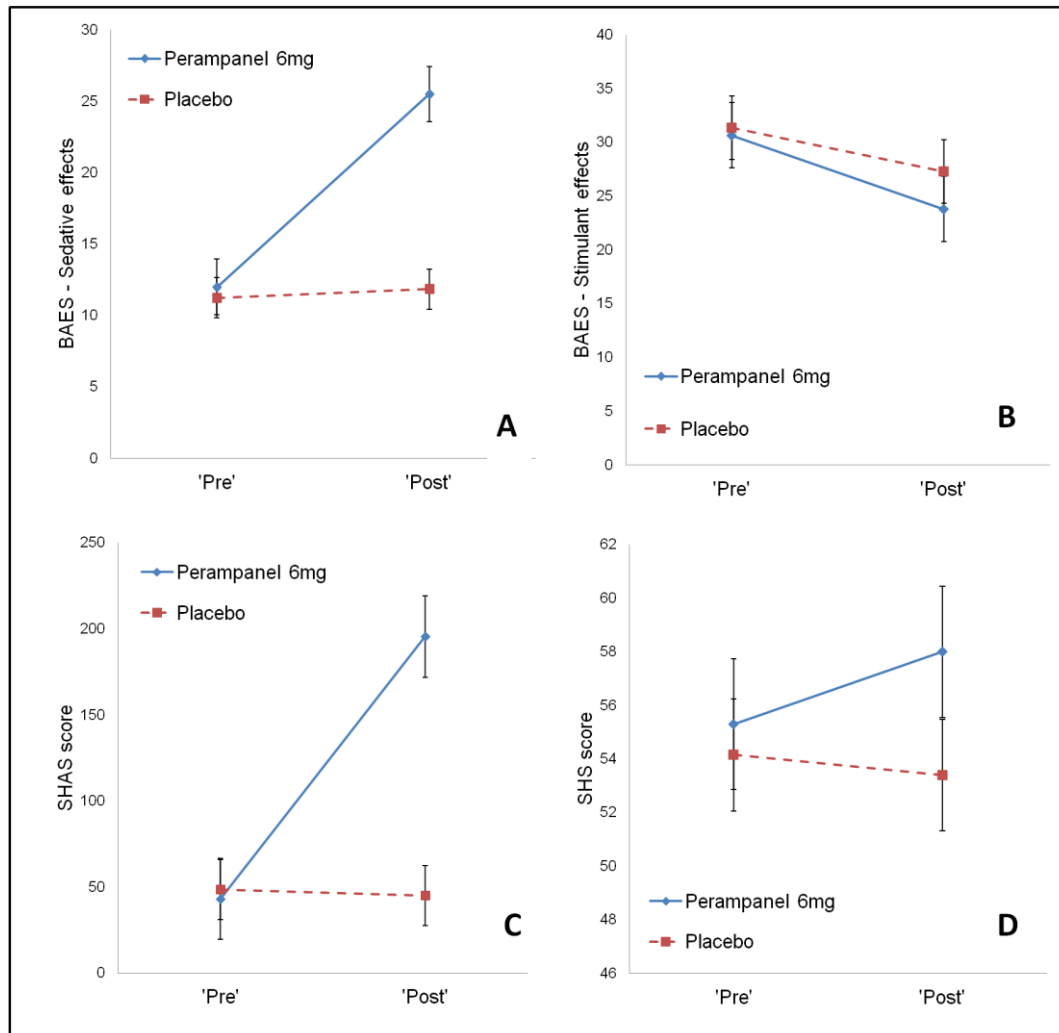 BAES - Sedative effects
30
25
20
15
10
5
0
Perampanel 6mg
Placebo
A
'Pre'
'Post'
BAES - Stimulant effects
40
35
30
25
20
15
10
5
0
Perampanel 6mg
Placebo
B
'Pre'
'Post'
SHAS score
250
200
150
100
50
0
Perampanel 6mg
Placebo
C
'Pre'
'Post'
SHS score
62
60
58
56
54
52
50
48
46
Perampanel 6mg
Placebo
D
'Pre'
'Post'